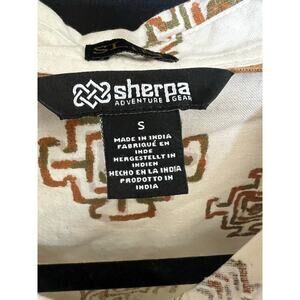 sherpa
ADVENTURE GEAR
S
MADE IN INDIA
FABRIQUÉ EN
INDE
HERGESTELLT IN
INDIEN
HECHO EN LA INDIA
PRODOTTO IN
INDIA